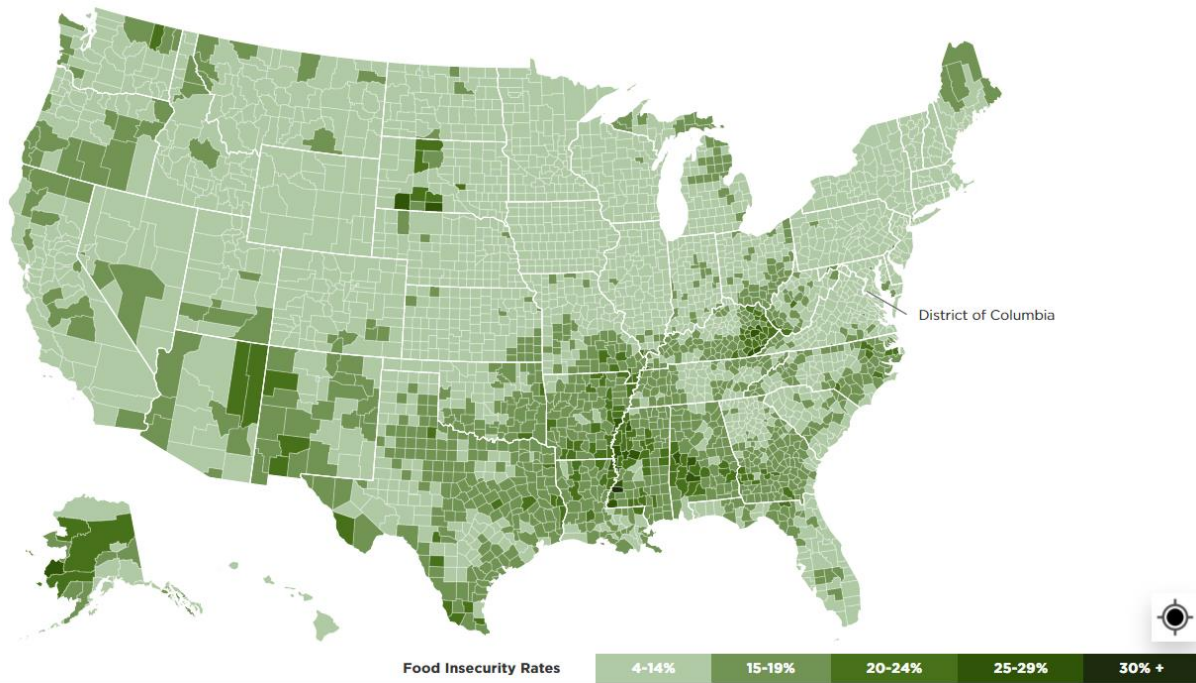 District of Columbia
Food Insecurity Rates 4-14% 15-19% 20-24% 25-29% 30% +